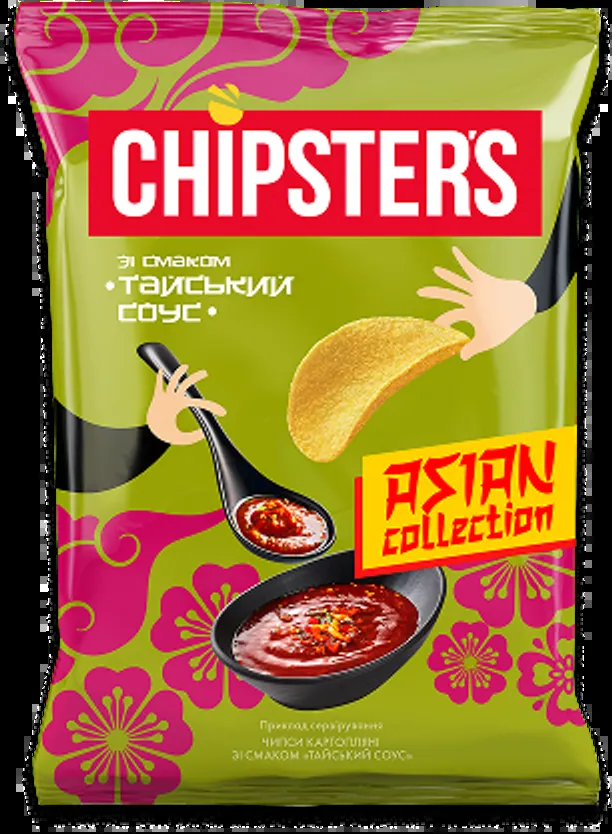 CHIPSTER'S
ЗІ СМАКОМ
•ТАЙСЬКИЙ
СОУС•
ASIAN
collection
Приклад сервірування
ЧИПСИ КАРТОПЛЯНІ
ЗІ СМАКОМ «ТАЙСЬКИЙ СОУС»